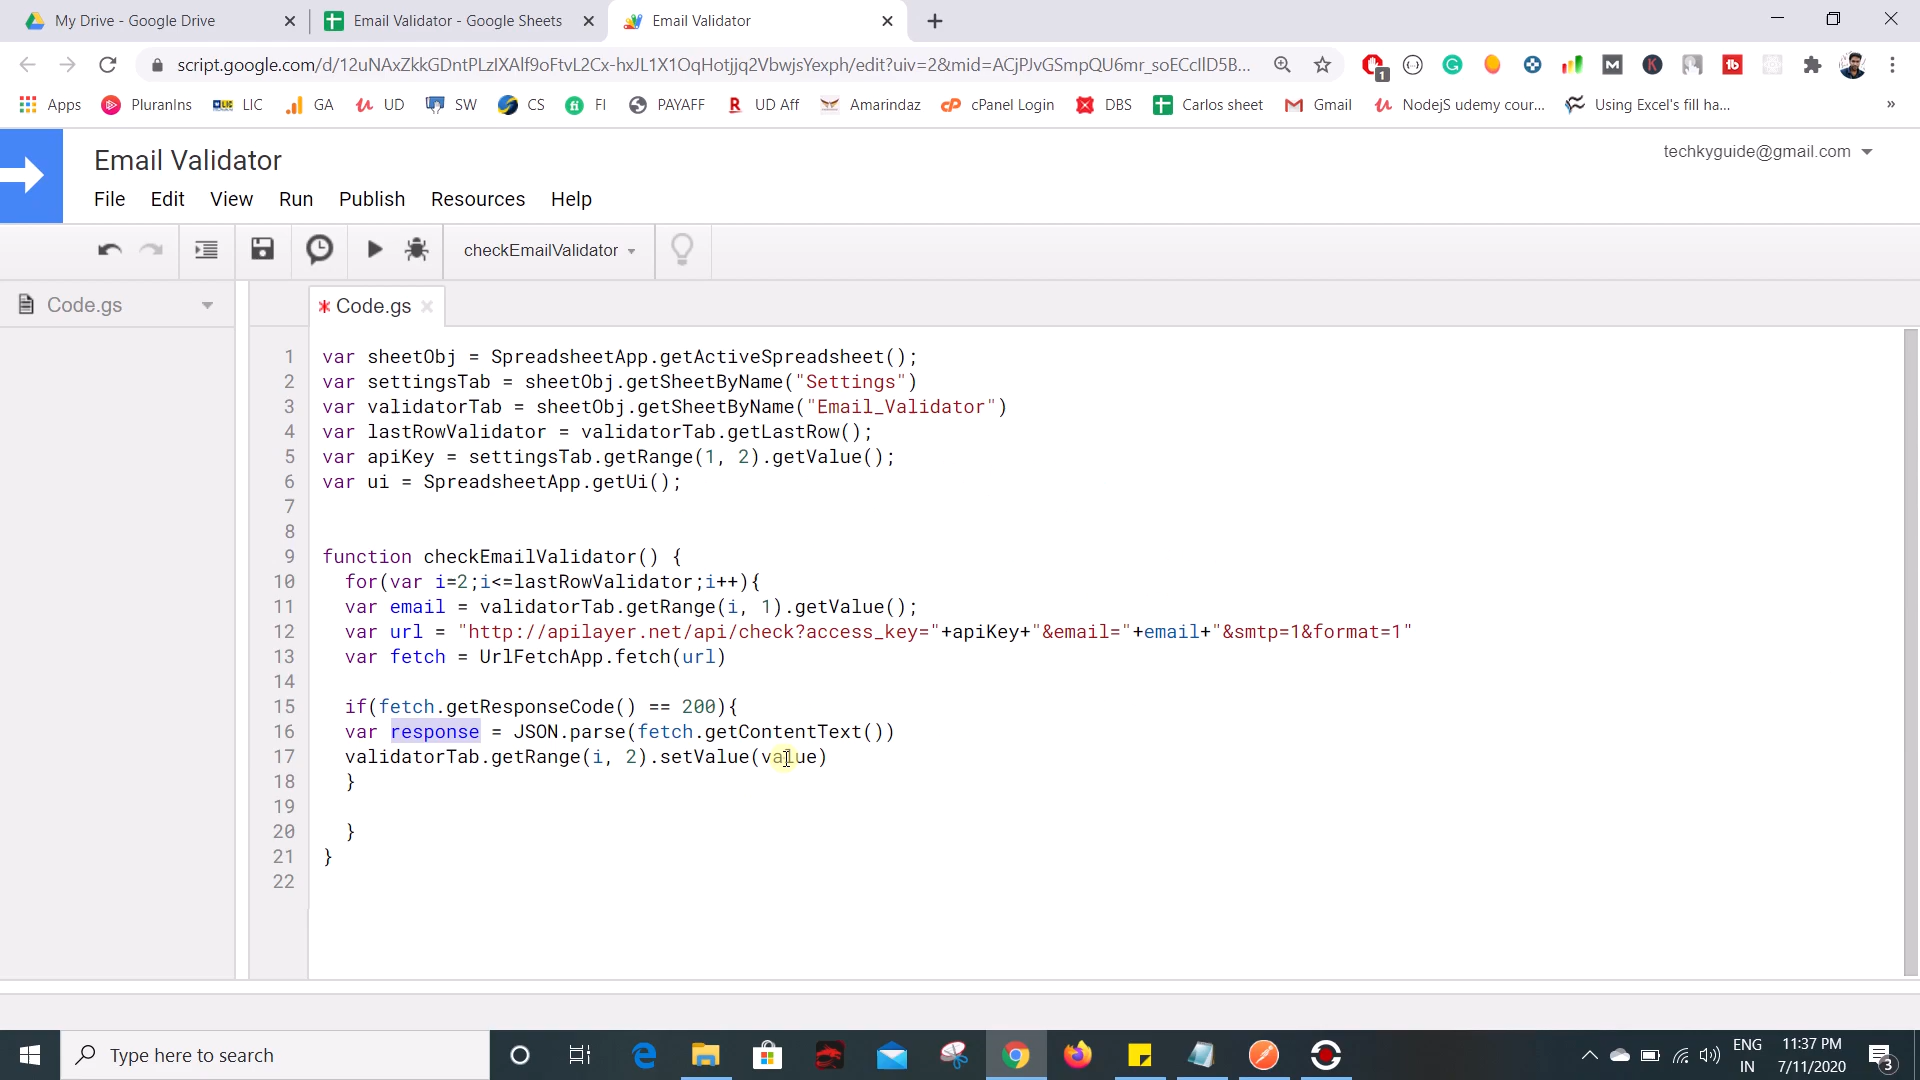 My Drive - Google Drive
Email Validator - Google Sheets
Email Validator
script.google.com/d/12uNAxZkkGDntPLzIXAlf9oFtvL2Cx-hxJL1X1OqHotjjq2VbwjsYexph/edit?uiv=2&mid=ACjPJvGSmpQU6mr_soECcIlD5B...
Apps PluranIns LIC GA UD SW CS FI PAYAFF UD Aff Amarindaz cPanel Login DBS Carlos sheet Gmail NodejS udemy cour... Using Excel's fill ha... »
Email Validator
techkyguide@gmail.com
File Edit View Run Publish Resources Help
checkEmailValidator
Code.gs
* Code.gs
1 var sheetObj = SpreadsheetApp.getActiveSpreadsheet();
2 var settingsTab = sheetObj.getSheetByName("Settings")
3 var validatorTab = sheetObj.getSheetByName("Email_Validator")
4 var lastRowValidator = validatorTab.getLastRow();
5 var apiKey = settingsTab.getRange(1, 2).getValue();
6 var ui = SpreadsheetApp.getUi();
7
8
9 function checkEmailValidator() {
10 for(var i=2;i<=lastRowValidator;i++){
11 var email = validatorTab.getRange(i, 1).getValue();
12 var url = "http://apilayer.net/api/check?access_key="+apiKey+"&email="+email+"&smtp=1&format=1"
13 var fetch = UrlFetchApp.fetch(url)
14
15 if(fetch.getResponseCode() == 200){
16 var response = JSON.parse(fetch.getContentText())
17 validatorTab.getRange(i, 2).setValue(value)
18 }
19
20 }
21 }
22
Type here to search
ENG
IN
11:37 PM
7/11/2020
3